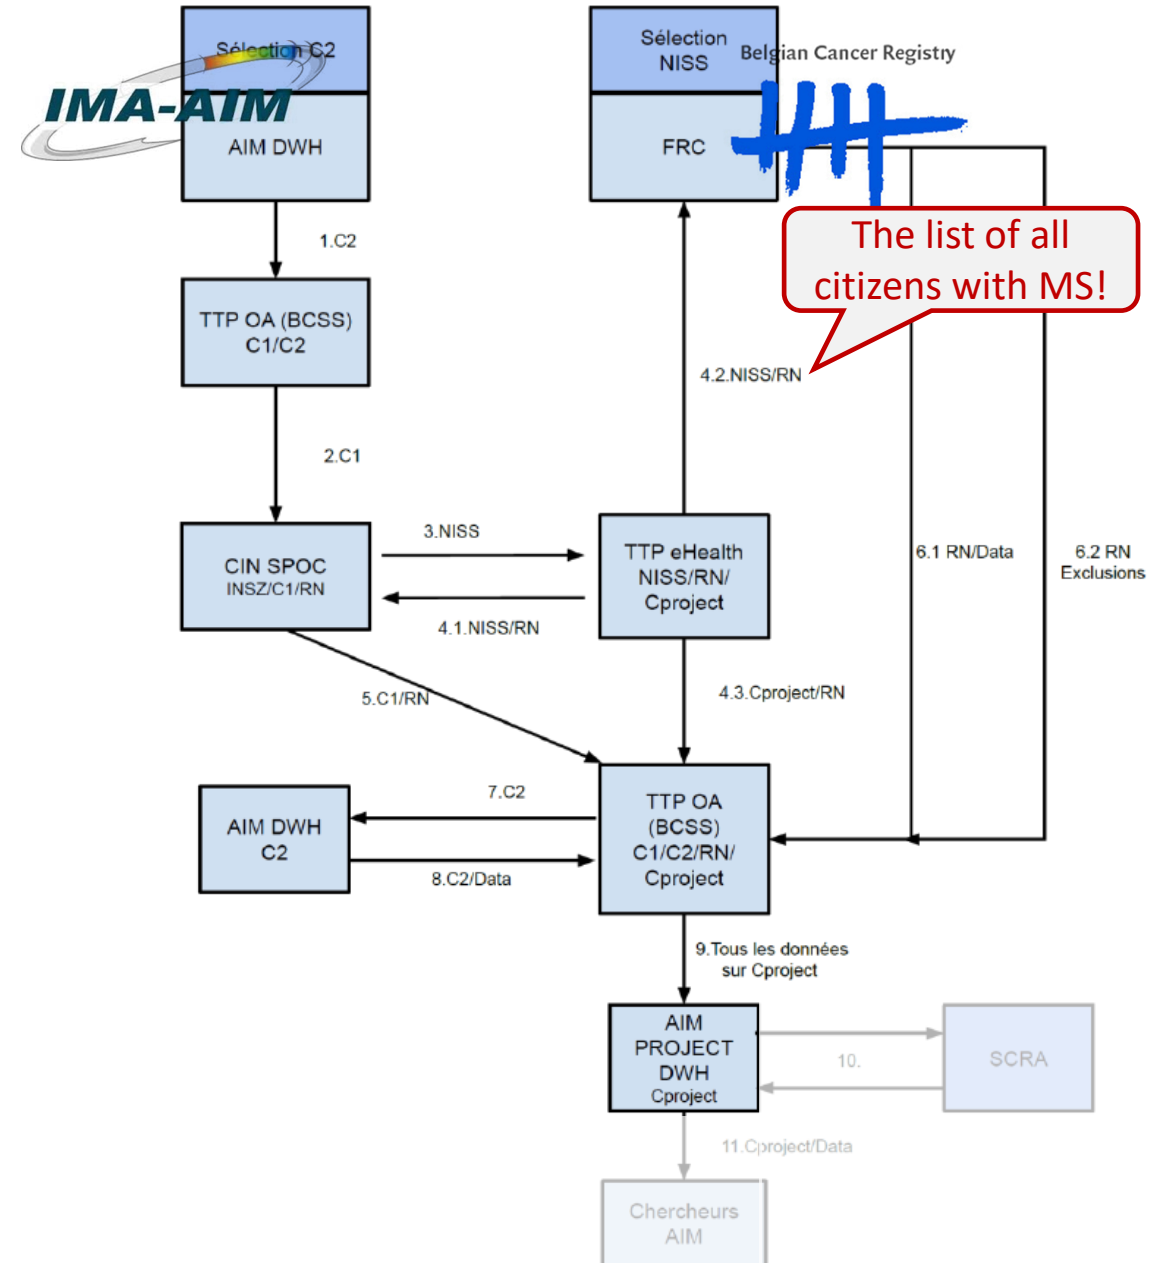 Sélection C2
IMA-AIM
AIM DWH
Sélection
NISS
Belgian Cancer Registry
FRC
1.C2
The list of all
citizens with MS!
TTP OA (BCSS)
C1/C2
4.2.NISS/RN
2.C1
CIN SPOC
INSZ/C1/RN
3.NISS
4.1.NISS/RN
TTP eHealth
NISS/RN/
Cproject
6.1 RN/Data
6.2 RN
Exclusions
5.C1/RN
4.3.Cproject/RN
AIM DWH
C2
7.C2
8.C2/Data
TTP OA
(BCSS)
C1/C2/RN/
Cproject
9.Tous les données
sur Cproject
AIM
PROJECT
DWH
Cproject
10.
SCRA
11.Cproject/Data
Chercheurs
AIM